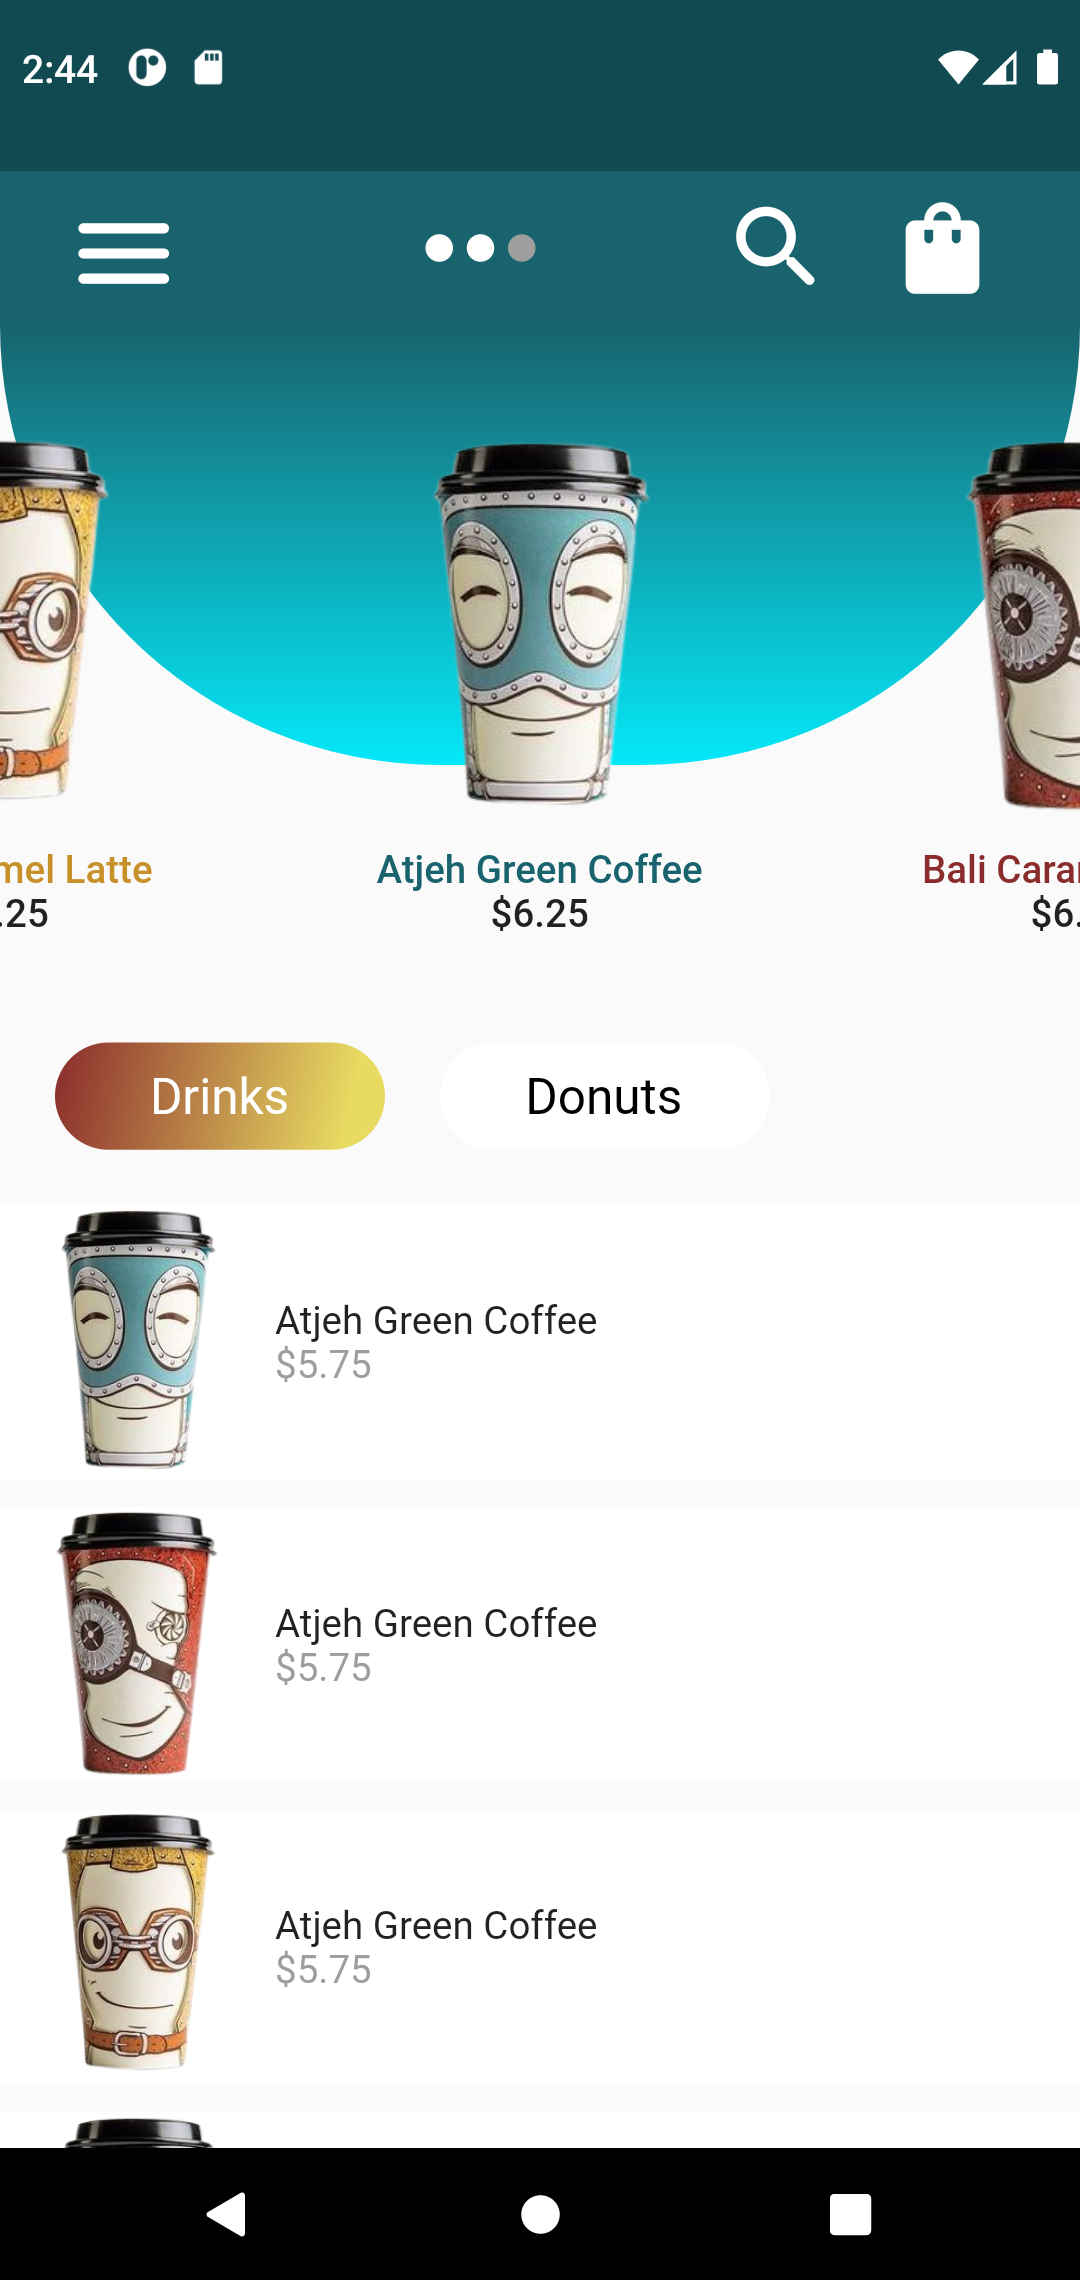 2:44
mel Latte
.25
Atjeh Green Coffee
$6.25
Bali Cara
$6.
Drinks
Donuts
Atjeh Green Coffee
$5.75
Atjeh Green Coffee
$5.75
Atjeh Green Coffee
$5.75